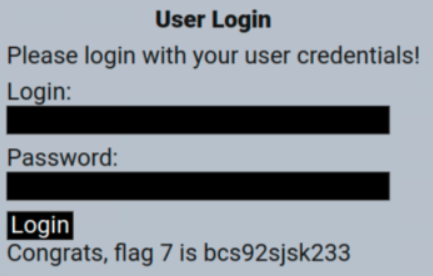 User Login
Please login with your user credentials!
Login:
Password:
Login
Congrats, flag 7 is bcs92sjsk233